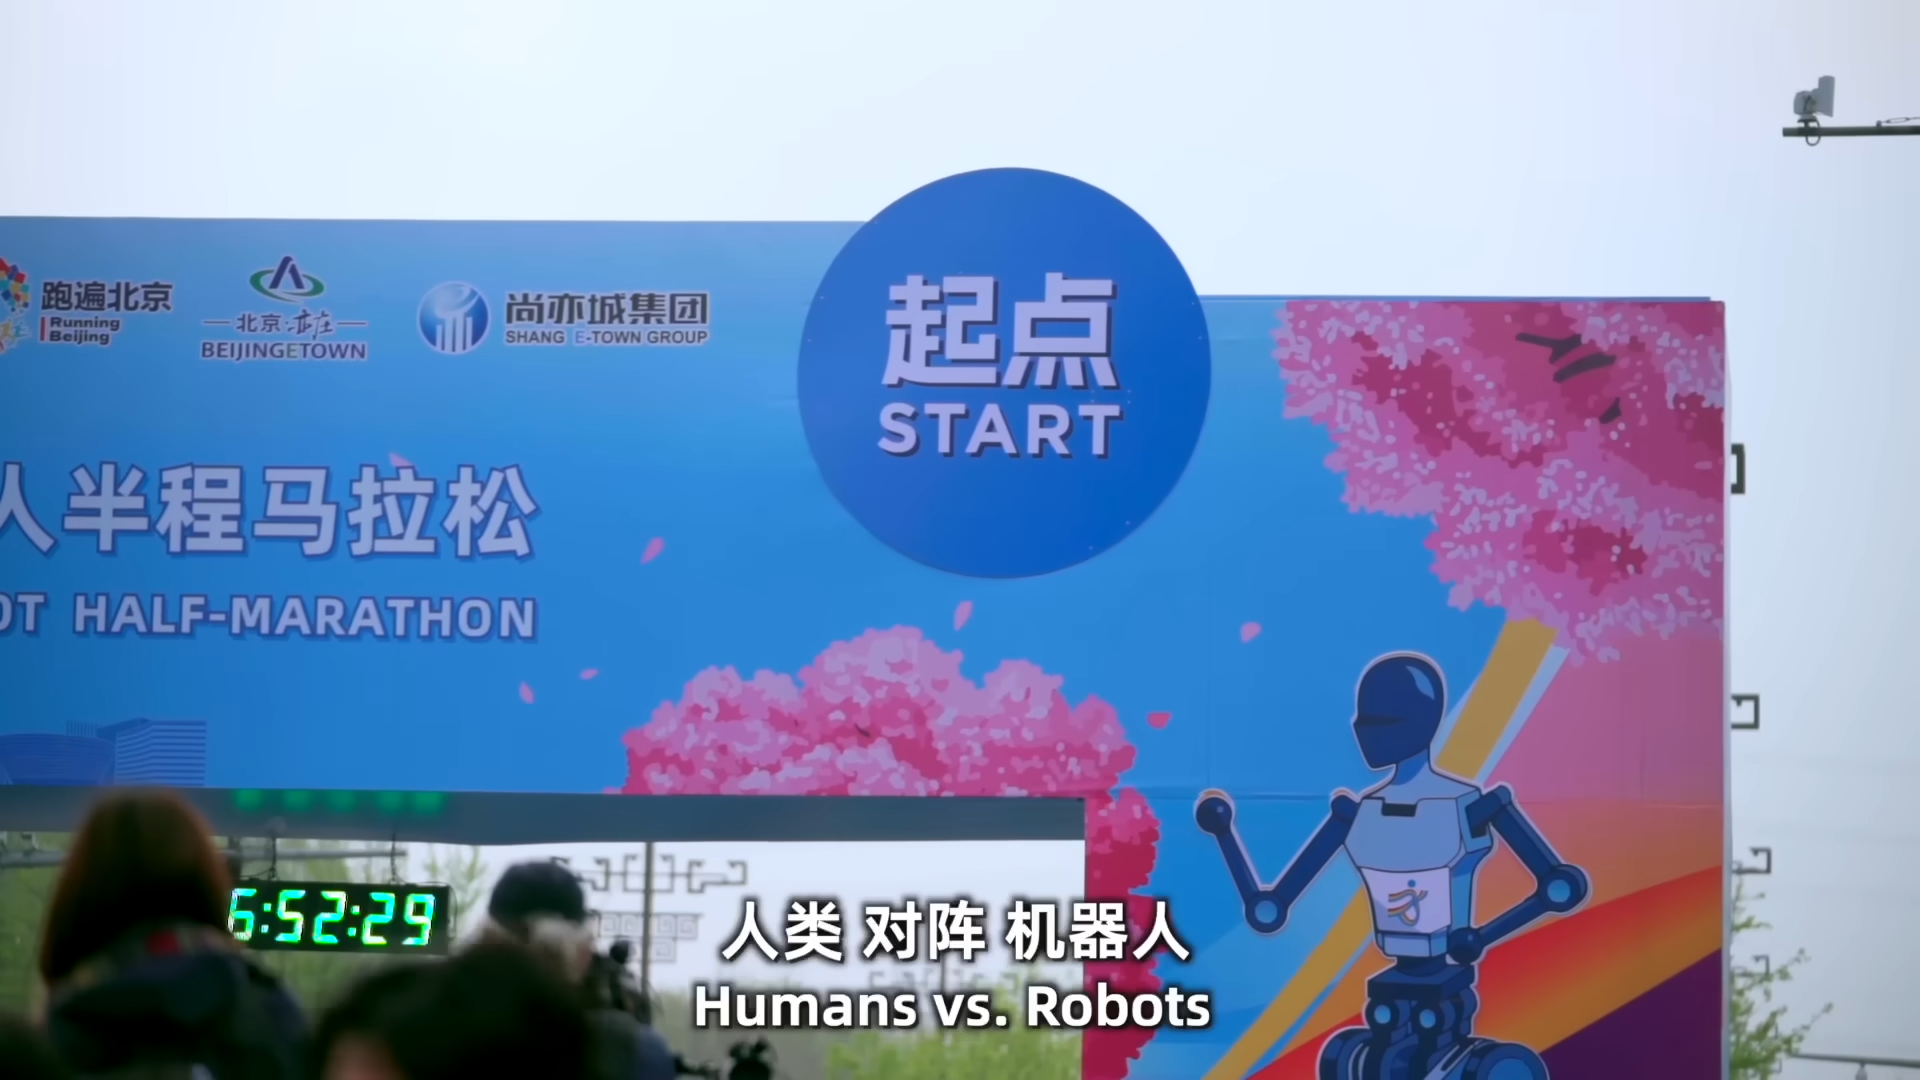 跑遍北京
Running
Beijing
北京·亦庄
BEIJINGETOWN
尚亦城集团
SHANG E-TOWN GROUP
起点
START
人半程马拉松
OT HALF-MARATHON
6:52:29
人类 对阵 机器人
Humans vs. Robots